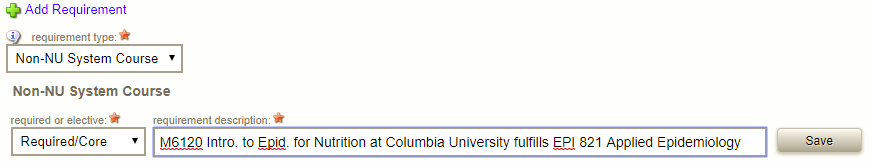 Add Requirement
requirement type:
Non-NU System Course
Non-NU System Course
required or elective: requirement description:
Required/Core M6120 Intro. to Epid. for Nutrition at Columbia University fulfills EPI 821 Applied Epidemiology Save